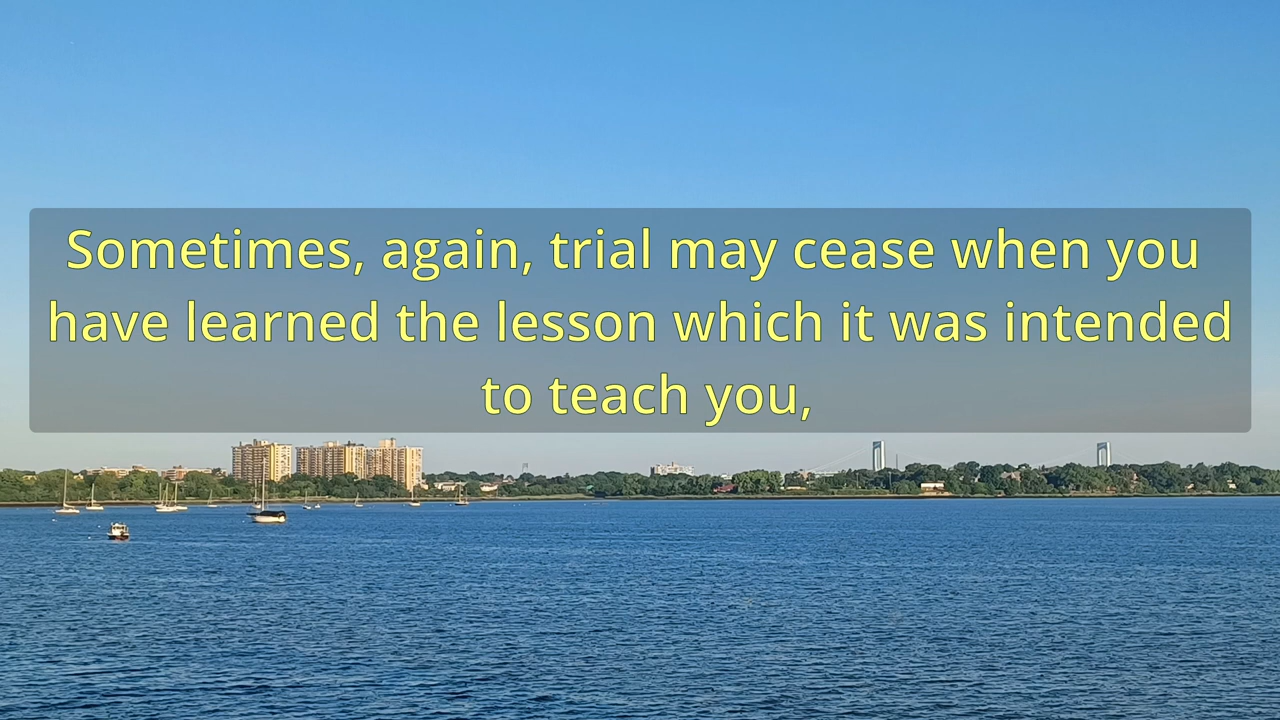 Sometimes, again, trial may cease when you
have learned the lesson which it was intended
to teach you,